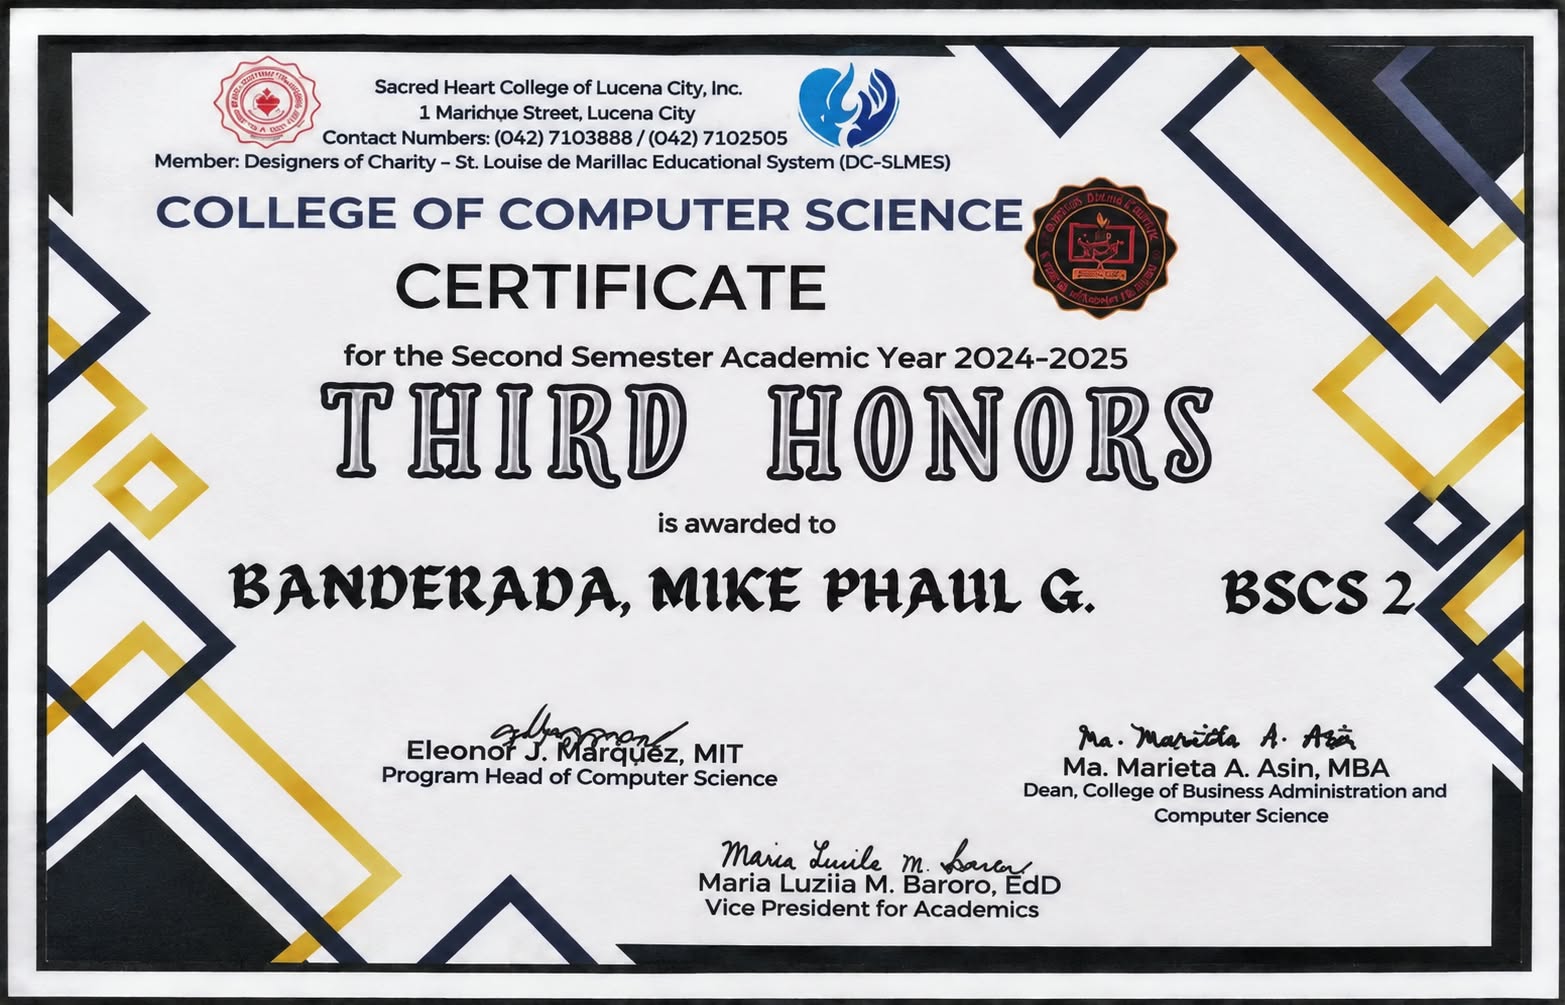 Sacred Heart College of Lucena City, Inc.
1 Marichue Street, Lucena City
Contact Numbers: (042) 7103888 / (042) 7102505
Member: Designers of Charity – St. Louise de Marillac Educational System (DC-SLMES)
COLLEGE OF COMPUTER SCIENCE
CERTIFICATE
for the Second Semester Academic Year 2024-2025
THIRD HONORS
is awarded to
BANDERADA, MIKE PHAUL G. BSCS 2
Eleonor J. Marquez, MIT
Program Head of Computer Science
Ma. Marieta A. Asin
Ma. Marieta A. Asin, MBA
Dean, College of Business Administration and
Computer Science
Maria Lucila M.
Maria Luziia M. Baroro, EdD
Vice President for Academics